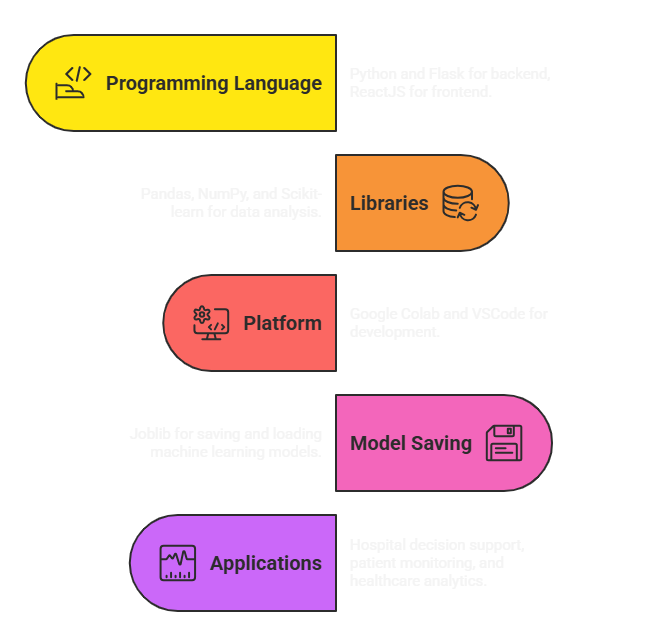 Programming Language
Python and Flask for backend,
ReactJS for frontend.
Pandas, NumPy, and Scikit-
learn for data analysis.
Libraries
Platform
Google Colab and VSCode for
development.
Joblib for saving and loading
machine learning models.
Model Saving
Applications
Hospital decision support,
patient monitoring, and
healthcare analytics.